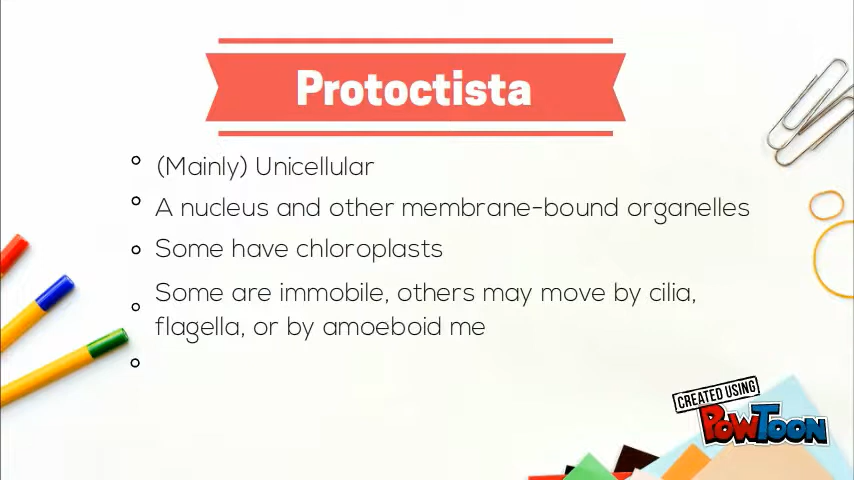 Protoctista
(Mainly) Unicellular
A nucleus and other membrane-bound organelles
Some have chloroplasts
Some are immobile, others may move by cilia,
flagella, or by amoeboid me
CREATED USING
POWTOON